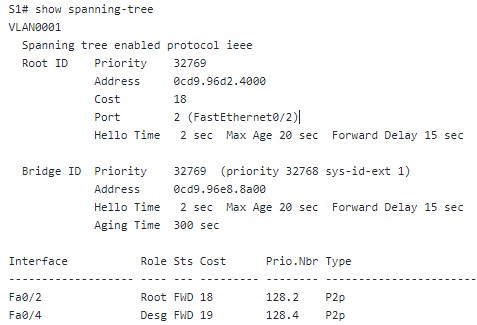 S1# show spanning-tree
VLAN0001
  Spanning tree enabled protocol ieee
  Root ID    Priority    32769
             Address     0cd9.96d2.4000
             Cost        18
             Port        2 (FastEthernet0/2)
             Hello Time   2 sec  Max Age 20 sec  Forward Delay 15 sec

  Bridge ID  Priority    32769  (priority 32768 sys-id-ext 1)
             Address     0cd9.96e8.8a00
             Hello Time   2 sec  Max Age 20 sec  Forward Delay 15 sec
             Aging Time  300 sec

Interface           Role Sts Cost      Prio.Nbr Type
------------------- ---- --- --------- -------- --------------------
Fa0/2               Root FWD 18        128.2    P2p
Fa0/4               Desg FWD 19        128.4    P2p